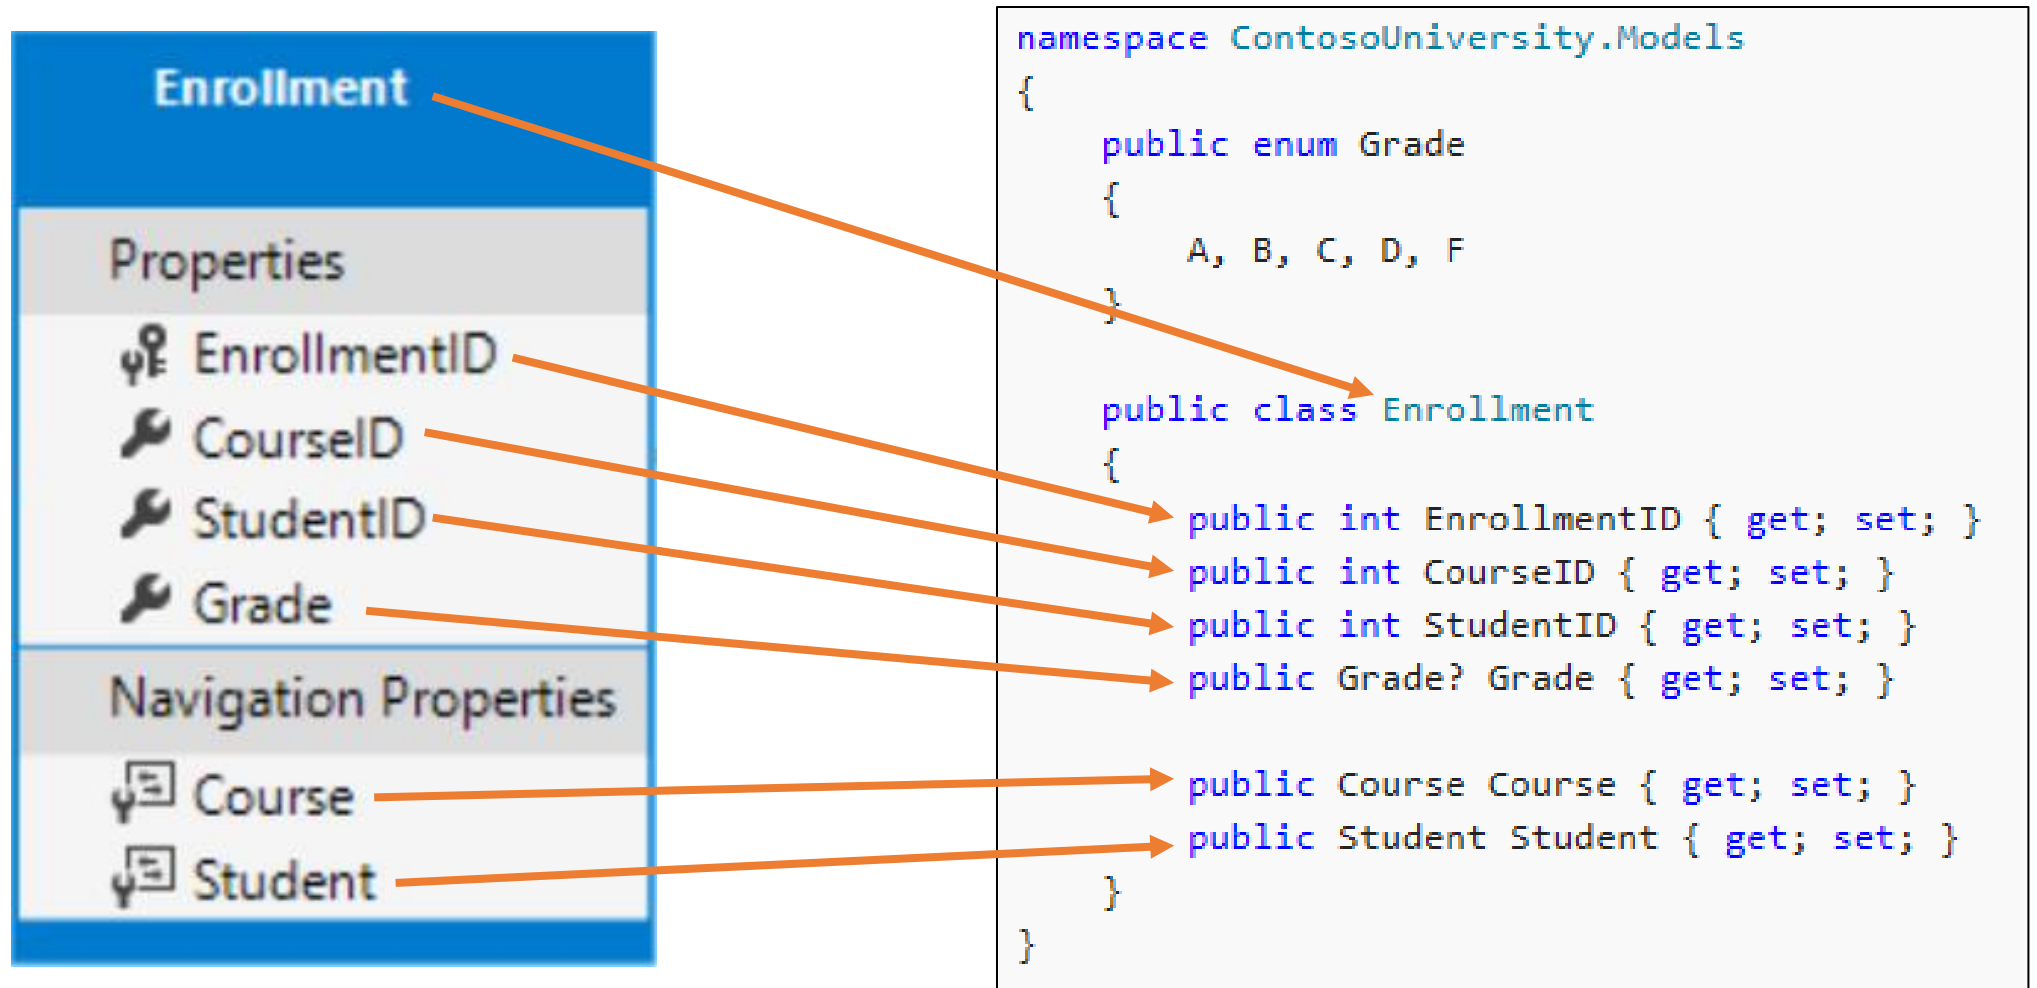 Enrollment
Properties
EnrollmentID
CourseID
StudentID
Grade
Navigation Properties
Course
Student
namespace ContosoUniversity.Models
{
    public enum Grade
    {
        A, B, C, D, F
    }
    public class Enrollment
    {
        public int EnrollmentID { get; set; }
        public int CourseID { get; set; }
        public int StudentID { get; set; }
        public Grade? Grade { get; set; }
        public Course Course { get; set; }
        public Student Student { get; set; }
    }
}